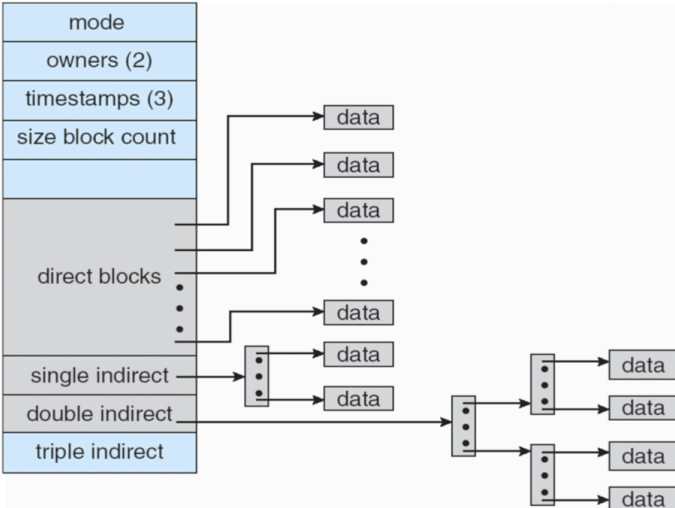 mode
owners (2)
timestamps (3)
size block count
data
data
data
direct blocks
data
data
single indirect
data
data
double indirect
data
triple indirect
data
data